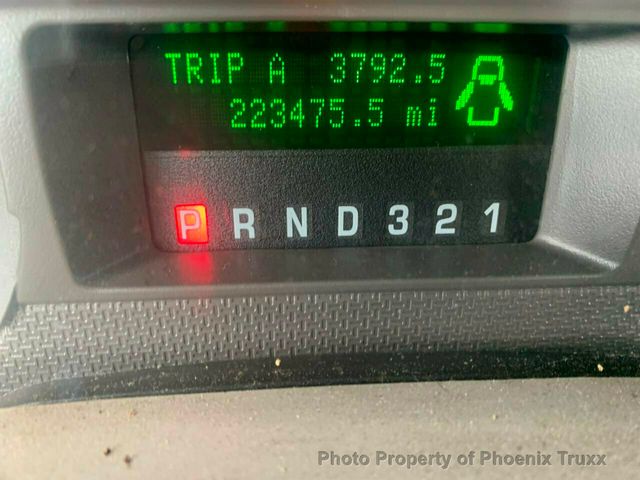 TRIP A 3792.5
223475.5 mi
P R N D 3 2 1
Photo Property of Phoenix Truxx